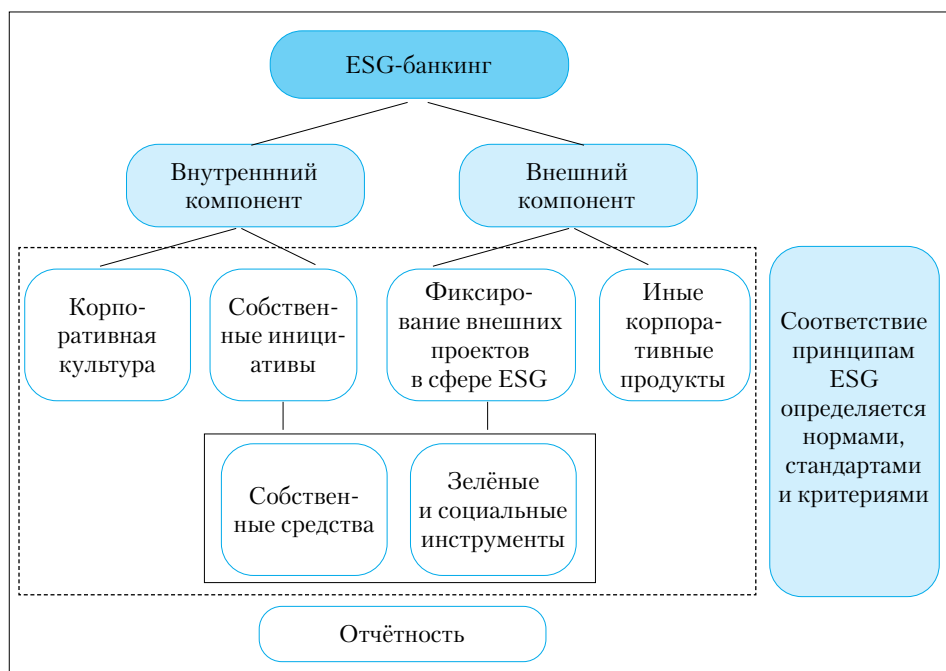 ESG-банкинг
Внутреннний
компонент
Внешний
компонент
Корпо-
ративная
культура
Собствен-
ные иници-
ативы
Фиксиро-
вание внешних
проектов
в сфере ESG
Иные
корпора-
тивные
продукты
Соответствие
принципам
ESG
определяется
нормами,
стандартами
и критериями
Собствен-
ные средства
Зелёные
и социальные
инструменты
Отчётность